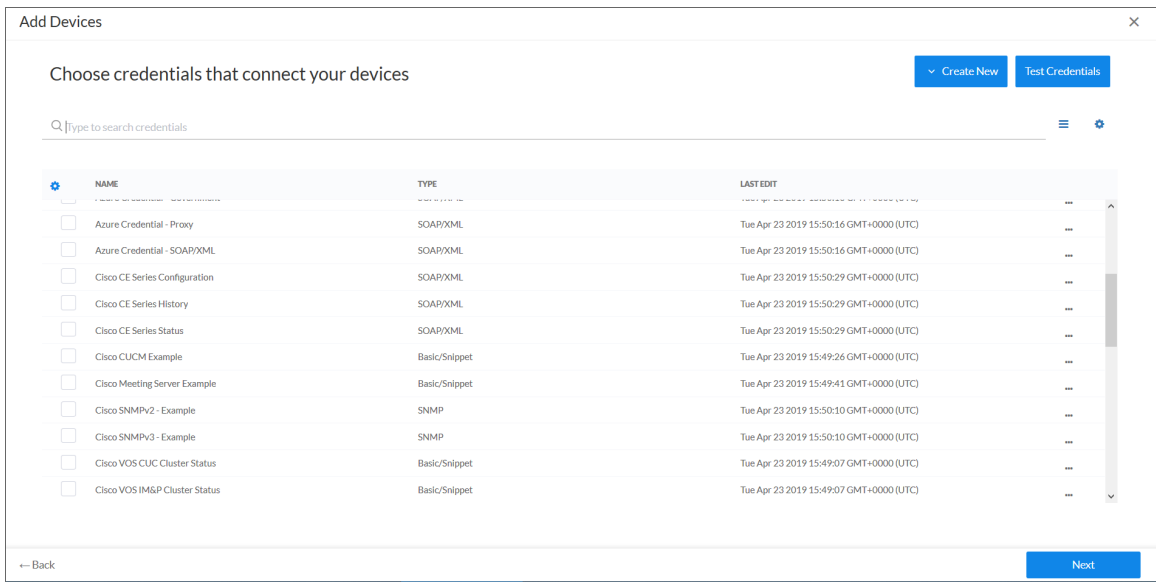 Add Devices
Choose credentials that connect your devices
Create New
Test Credentials
Type to search credentials
NAME TYPE LAST EDIT
Azure Credential - Proxy SOAP/XML Tue Apr 23 2019 15:50:16 GMT+0000 (UTC)
Azure Credential - SOAP/XML SOAP/XML Tue Apr 23 2019 15:50:16 GMT+0000 (UTC)
Cisco CE Series Configuration SOAP/XML Tue Apr 23 2019 15:50:29 GMT+0000 (UTC)
Cisco CE Series History SOAP/XML Tue Apr 23 2019 15:50:29 GMT+0000 (UTC)
Cisco CE Series Status SOAP/XML Tue Apr 23 2019 15:50:29 GMT+0000 (UTC)
Cisco CUCM Example Basic/Snippet Tue Apr 23 2019 15:49:26 GMT+0000 (UTC)
Cisco Meeting Server Example Basic/Snippet Tue Apr 23 2019 15:49:41 GMT+0000 (UTC)
Cisco SNMPv2 - Example SNMP Tue Apr 23 2019 15:50:10 GMT+0000 (UTC)
Cisco SNMPv3 - Example SNMP Tue Apr 23 2019 15:50:10 GMT+0000 (UTC)
Cisco VOS CUC Cluster Status Basic/Snippet Tue Apr 23 2019 15:49:07 GMT+0000 (UTC)
Cisco VOS IM&P Cluster Status Basic/Snippet Tue Apr 23 2019 15:49:07 GMT+0000 (UTC)
← Back
Next